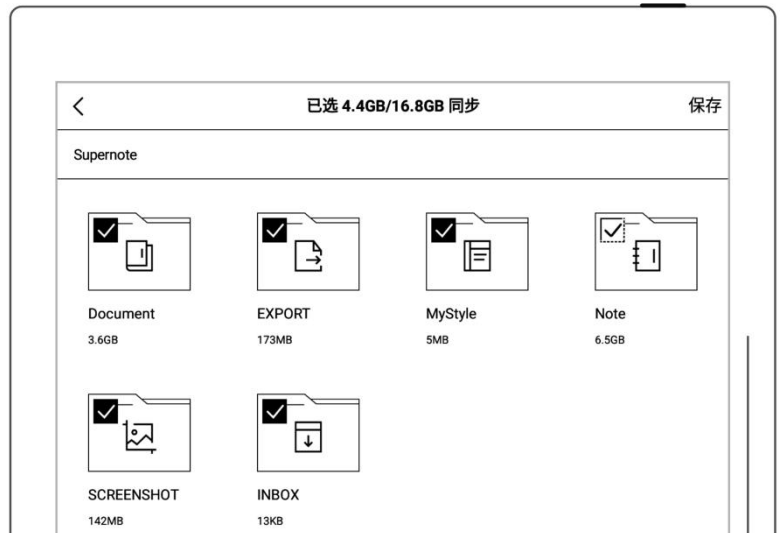 已选 4.4GB/16.8GB 同步 保存
Supernote
Document EXPORT MyStyle Note
3.6GB 173MB 5MB 6.5GB
SCREENSHOT INBOX
142MB 13KB